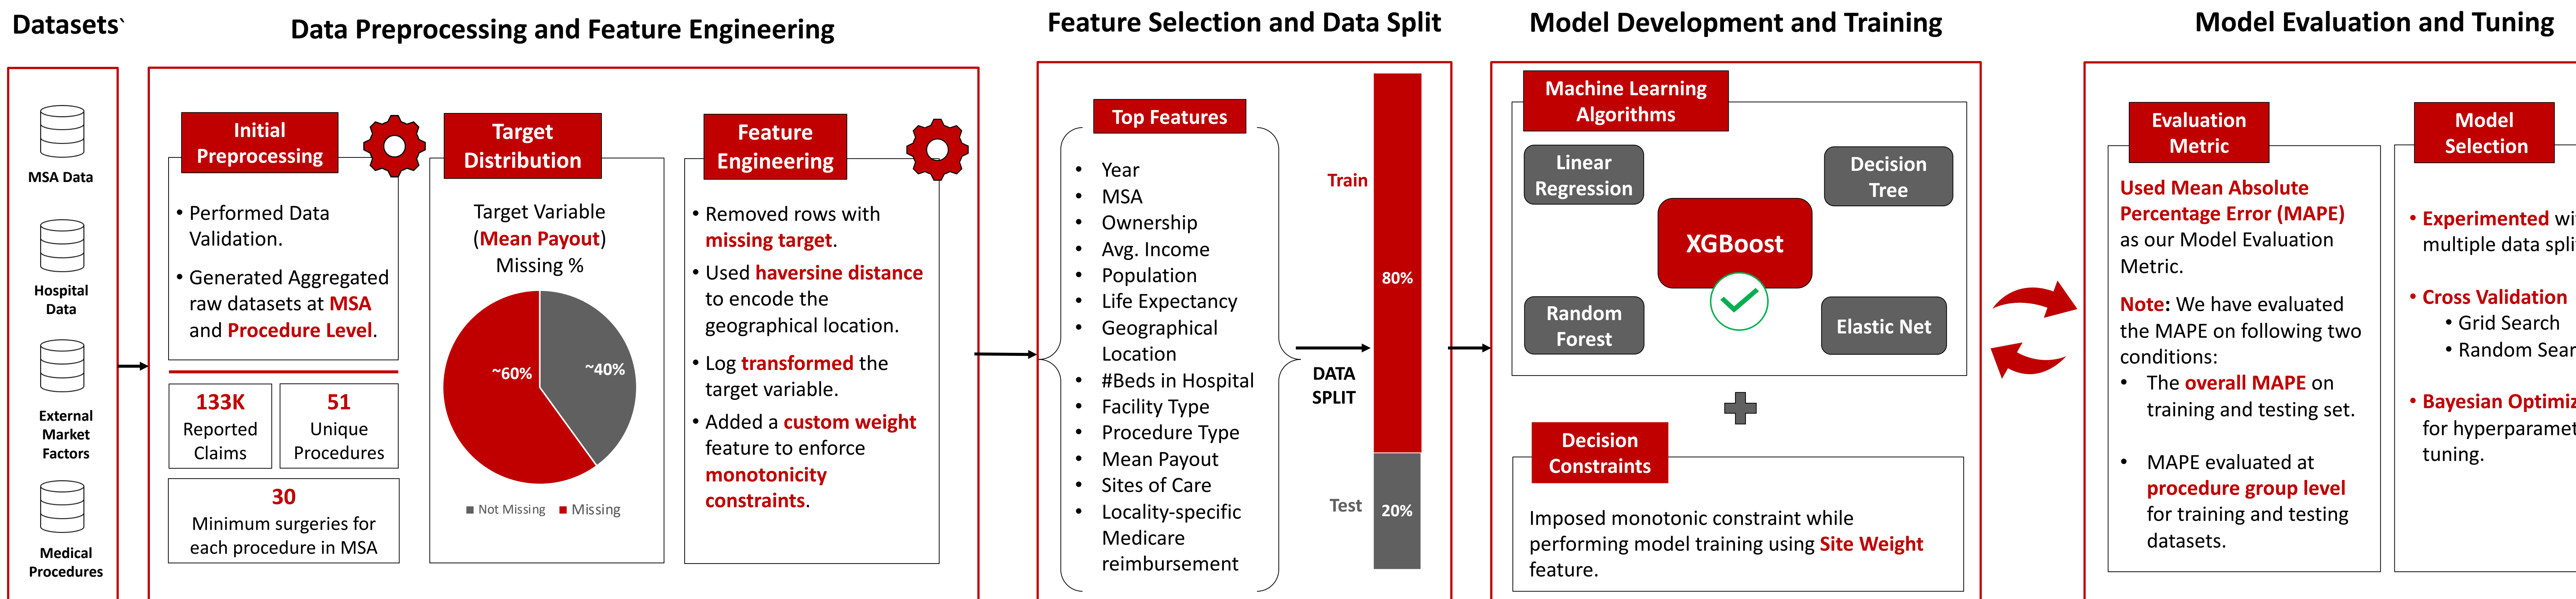 Datasets`
MSA Data
Hospital
Data
External
Market
Factors
Medical
Procedures
Data Preprocessing and Feature Engineering
Initial
Preprocessing
• Performed Data
Validation.
• Generated Aggregated
raw datasets at MSA
and Procedure Level.
133K
Reported
Claims
51
Unique
Procedures
30
Minimum surgeries for
each procedure in MSA
Target
Distribution
Target Variable
(Mean Payout)
Missing %
~60%
~40%
Not Missing
Missing
Feature
Engineering
• Removed rows with
missing target.
• Used haversine distance
to encode the
geographical location.
• Log transformed the
target variable.
• Added a custom weight
feature to enforce
monotonicity
constraints.
Feature Selection and Data Split
Top Features
• Year
• MSA
• Ownership
• Avg. Income
• Population
• Life Expectancy
• Geographical
Location
• #Beds in Hospital
• Facility Type
• Procedure Type
• Mean Payout
• Sites of Care
• Locality-specific
Medicare
reimbursement
DATA
SPLIT
Train
80%
Test
20%
Model Development and Training
Machine Learning
Algorithms
Linear
Regression
Decision
Tree
XGBoost
Random
Forest
Elastic Net
Decision
Constraints
Imposed monotonic constraint while
performing model training using Site Weight
feature.
Model Evaluation and Tuning
Evaluation
Metric
Used Mean Absolute
Percentage Error (MAPE)
as our Model Evaluation
Metric.
Note: We have evaluated
the MAPE on following two
conditions:
• The overall MAPE on
training and testing set.
• MAPE evaluated at
procedure group level
for training and testing
datasets.
Model
Selection
• Experimented
multiple data
• Cross Validation
• Grid Search
• Random
• Bayesian
for
tuning.